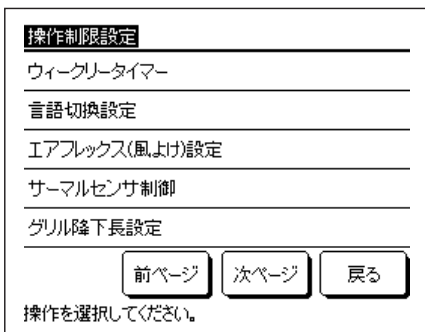 操作制限設定
ウィークリータイマー
言語切換設定
エアフレックス(風よけ)設定
サーマルセンサ制御
グリル降下長設定
前ページ 次ページ 戻る
操作を選択してください。